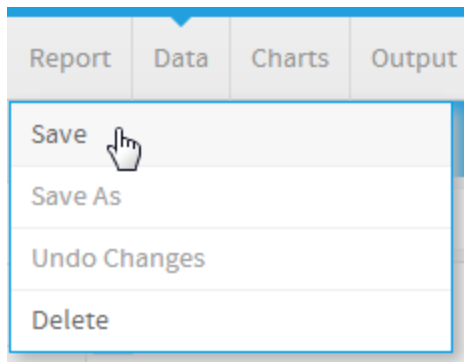 Report Data Charts Output
Save
Save As
Undo Changes
Delete